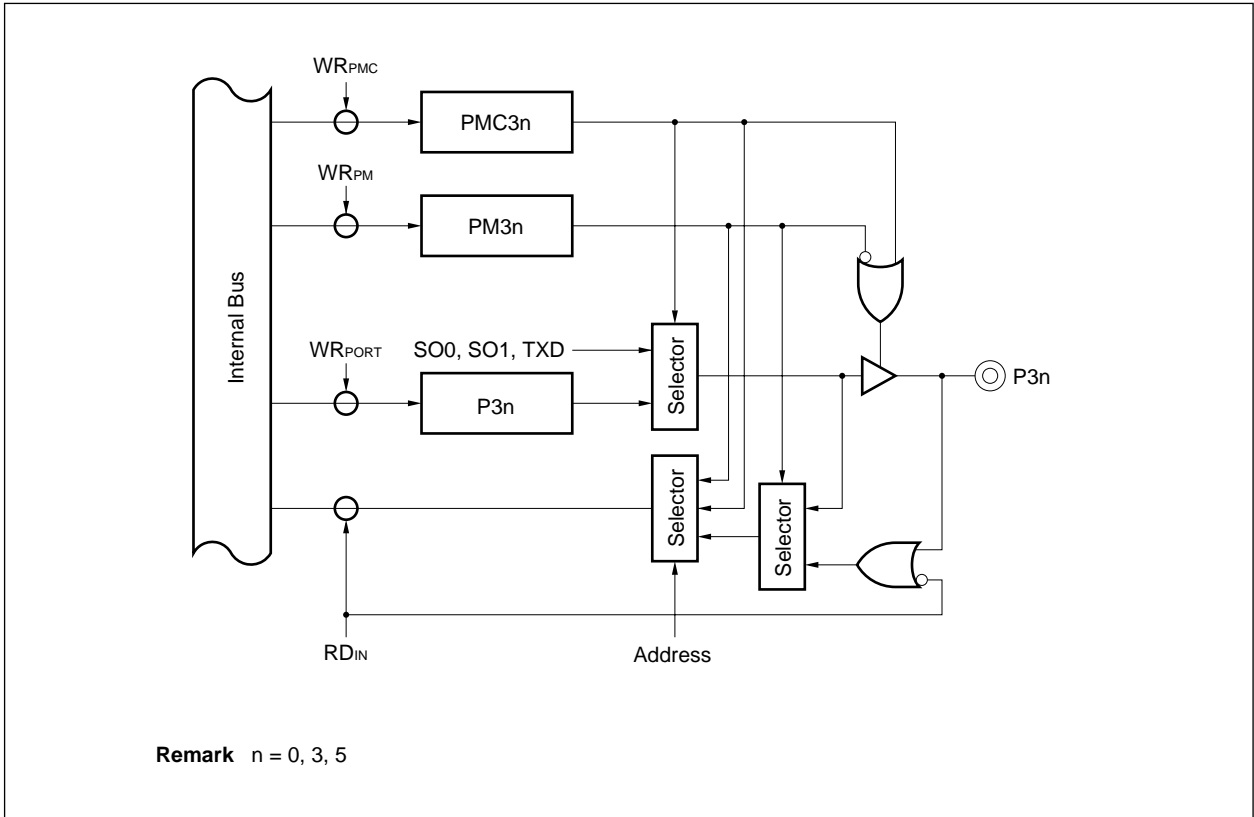 WRPMC
PMC3n
WRPM
PM3n
Internal Bus
WRPORT
SO0, SO1, TXD
P3n
Selector
P3n
Selector
Selector
RDIN
Address
Remark n = 0, 3, 5